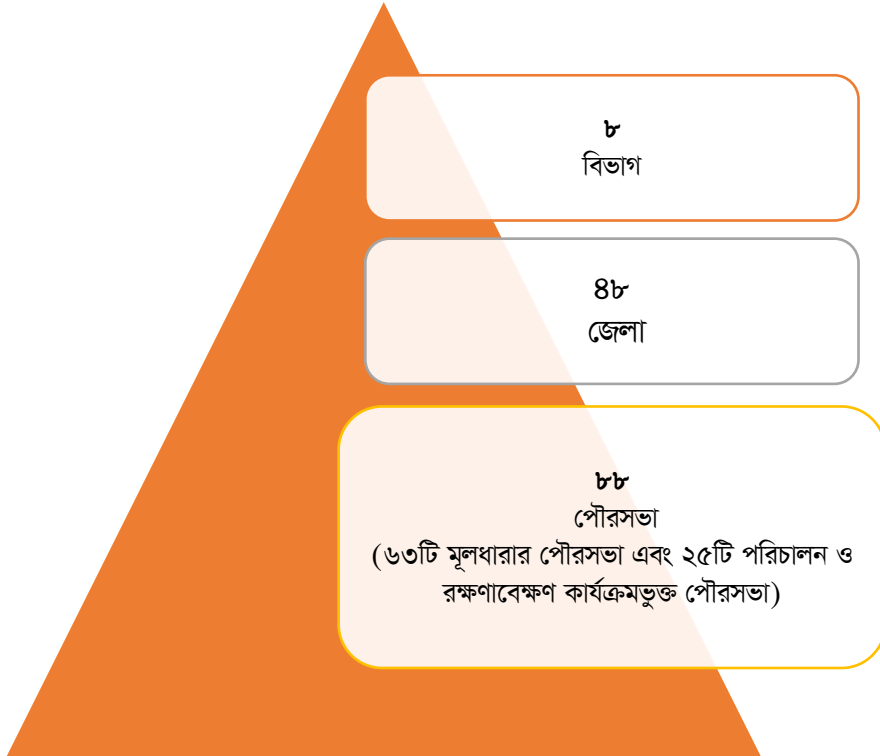 ৮
বিভাগ
৪৮
জেলা
৮৮
পৌরসভা
(৬৩টি মূলধারার পৌরসভা এবং ২৫টি পরিচালন ও
রক্ষণাবেক্ষণ কার্যক্রমভুক্ত পৌরসভা)